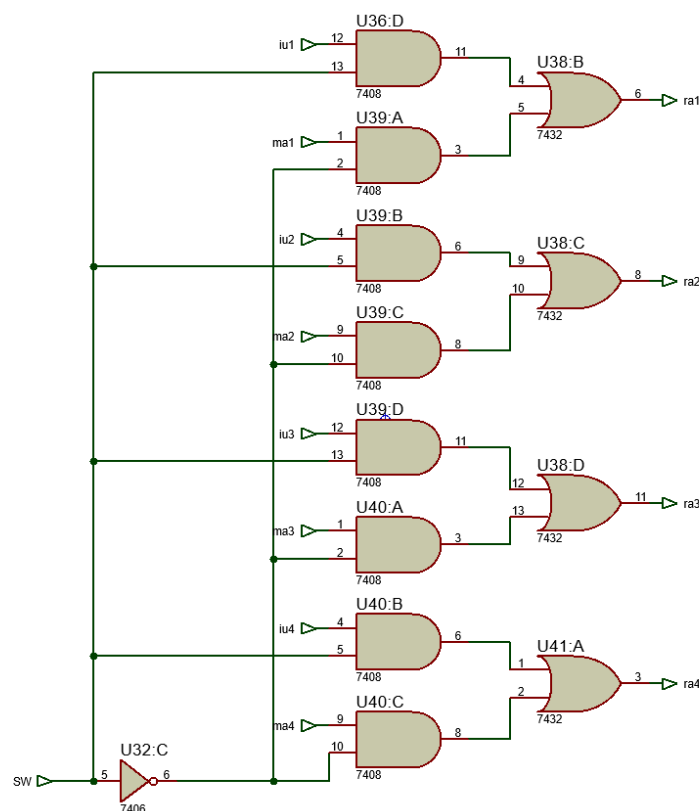 U36:D
iu1 12 11
13
7408
U38:B
4 6 ra1
5
7432
U39:A
ma1 1 3
2
7408
U39:B
iu2 4 6
5
7408
U38:C
9 8 ra2
10
7432
U39:C
ma2 9 8
10
7408
U39:D
iu3 12 11
13
7408
U38:D
12 11 ra3
13
7432
U40:A
ma3 1 3
2
7408
U40:B
iu4 4 6
5
7408
U41:A
1 3 ra4
2
7432
U40:C
ma4 9 8
10
7408
U32:C
SW 5 6
7406